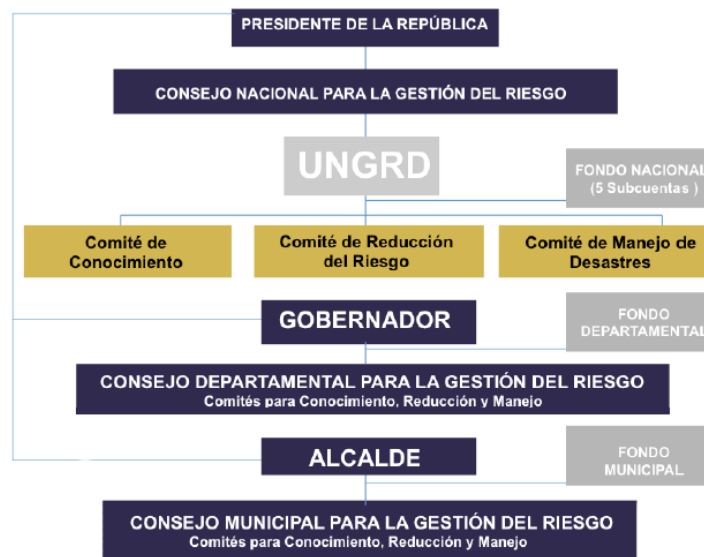 PRESIDENTE DE LA REPÚBLICA
CONSEJO NACIONAL PARA LA GESTIÓN DEL RIESGO
UNGRD
FONDO NACIONAL
(5 Subcuentas )
Comité de
Conocimiento
Comité de Reducción
del Riesgo
Comité de Manejo de
Desastres
GOBERNADOR
FONDO
DEPARTAMENTAL
CONSEJO DEPARTAMENTAL PARA LA GESTIÓN DEL RIESGO
Comités para Conocimiento, Reducción y Manejo
ALCALDE
FONDO
MUNICIPAL
CONSEJO MUNICIPAL PARA LA GESTIÓN DEL RIESGO
Comités para Conocimiento, Reducción y Manejo